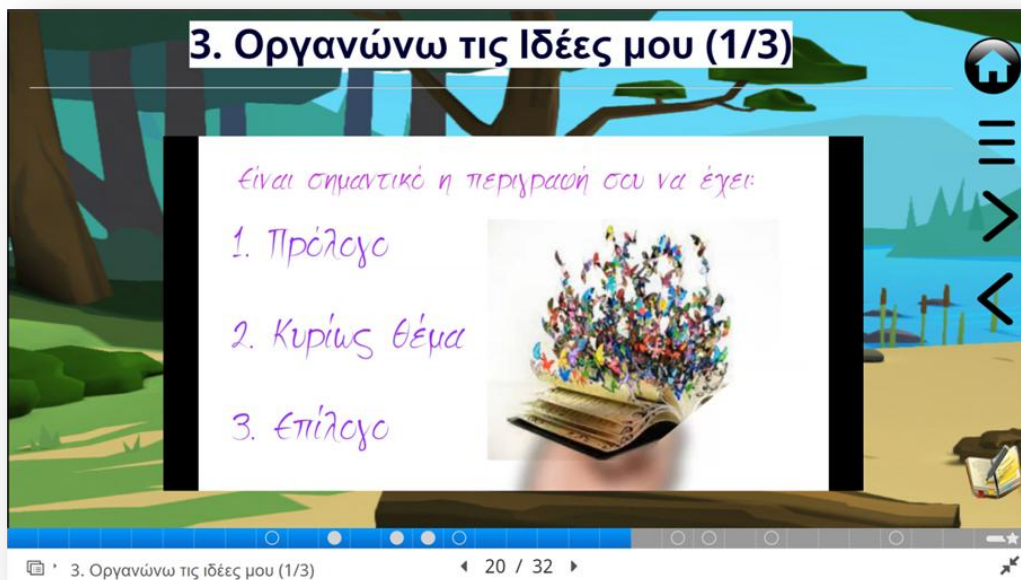 3. Οργανώνω τις Ιδέες μου (1/3)
Είναι σημαντικό η περιγραφή σου να έχει:
1. Πρόλογο
2. Κυρίως θέμα
3. Επίλογο
3. Οργανώνω τις ιδέες μου (1/3)
20 / 32